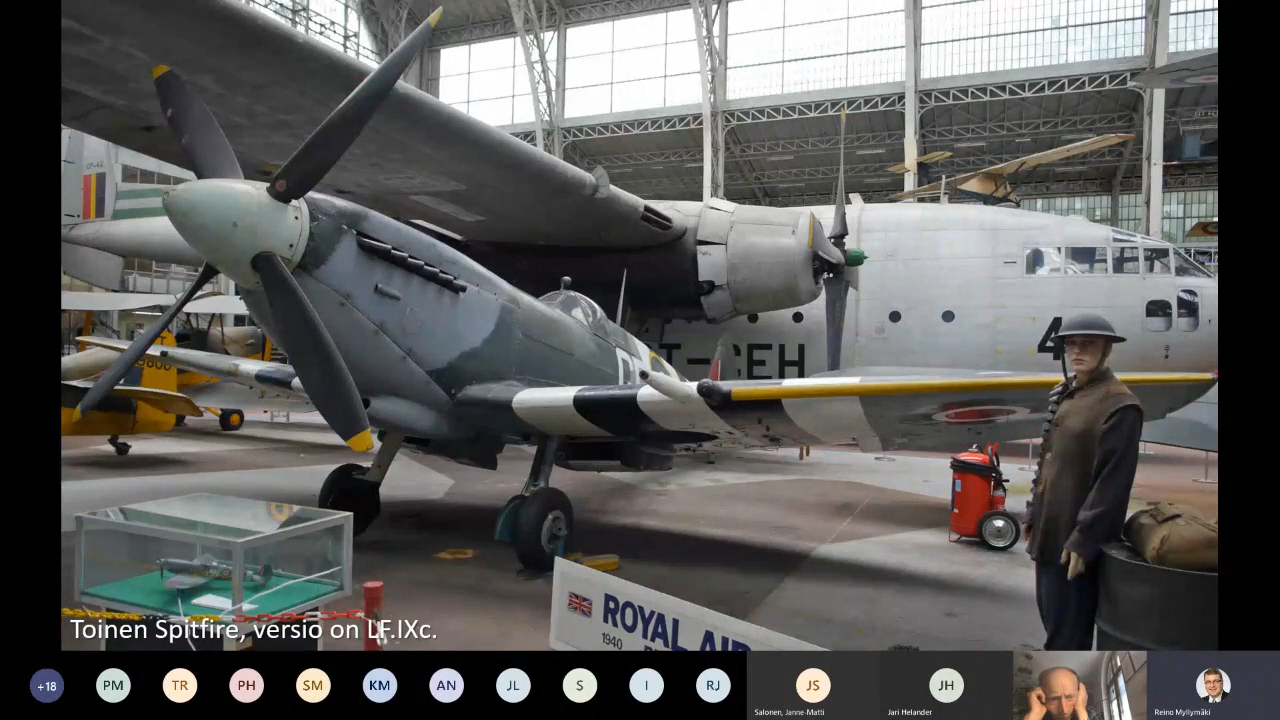 T-CEH
4
ROYAL AIR
1940
Toinen Spitfire, versio on LF.IXc.
+18
PM
TR
PH
SM
KM
AN
JL
S
I
RJ
JS
JH
Salonen, Janne-Matti
Jari Helander
Reino Myllymäki